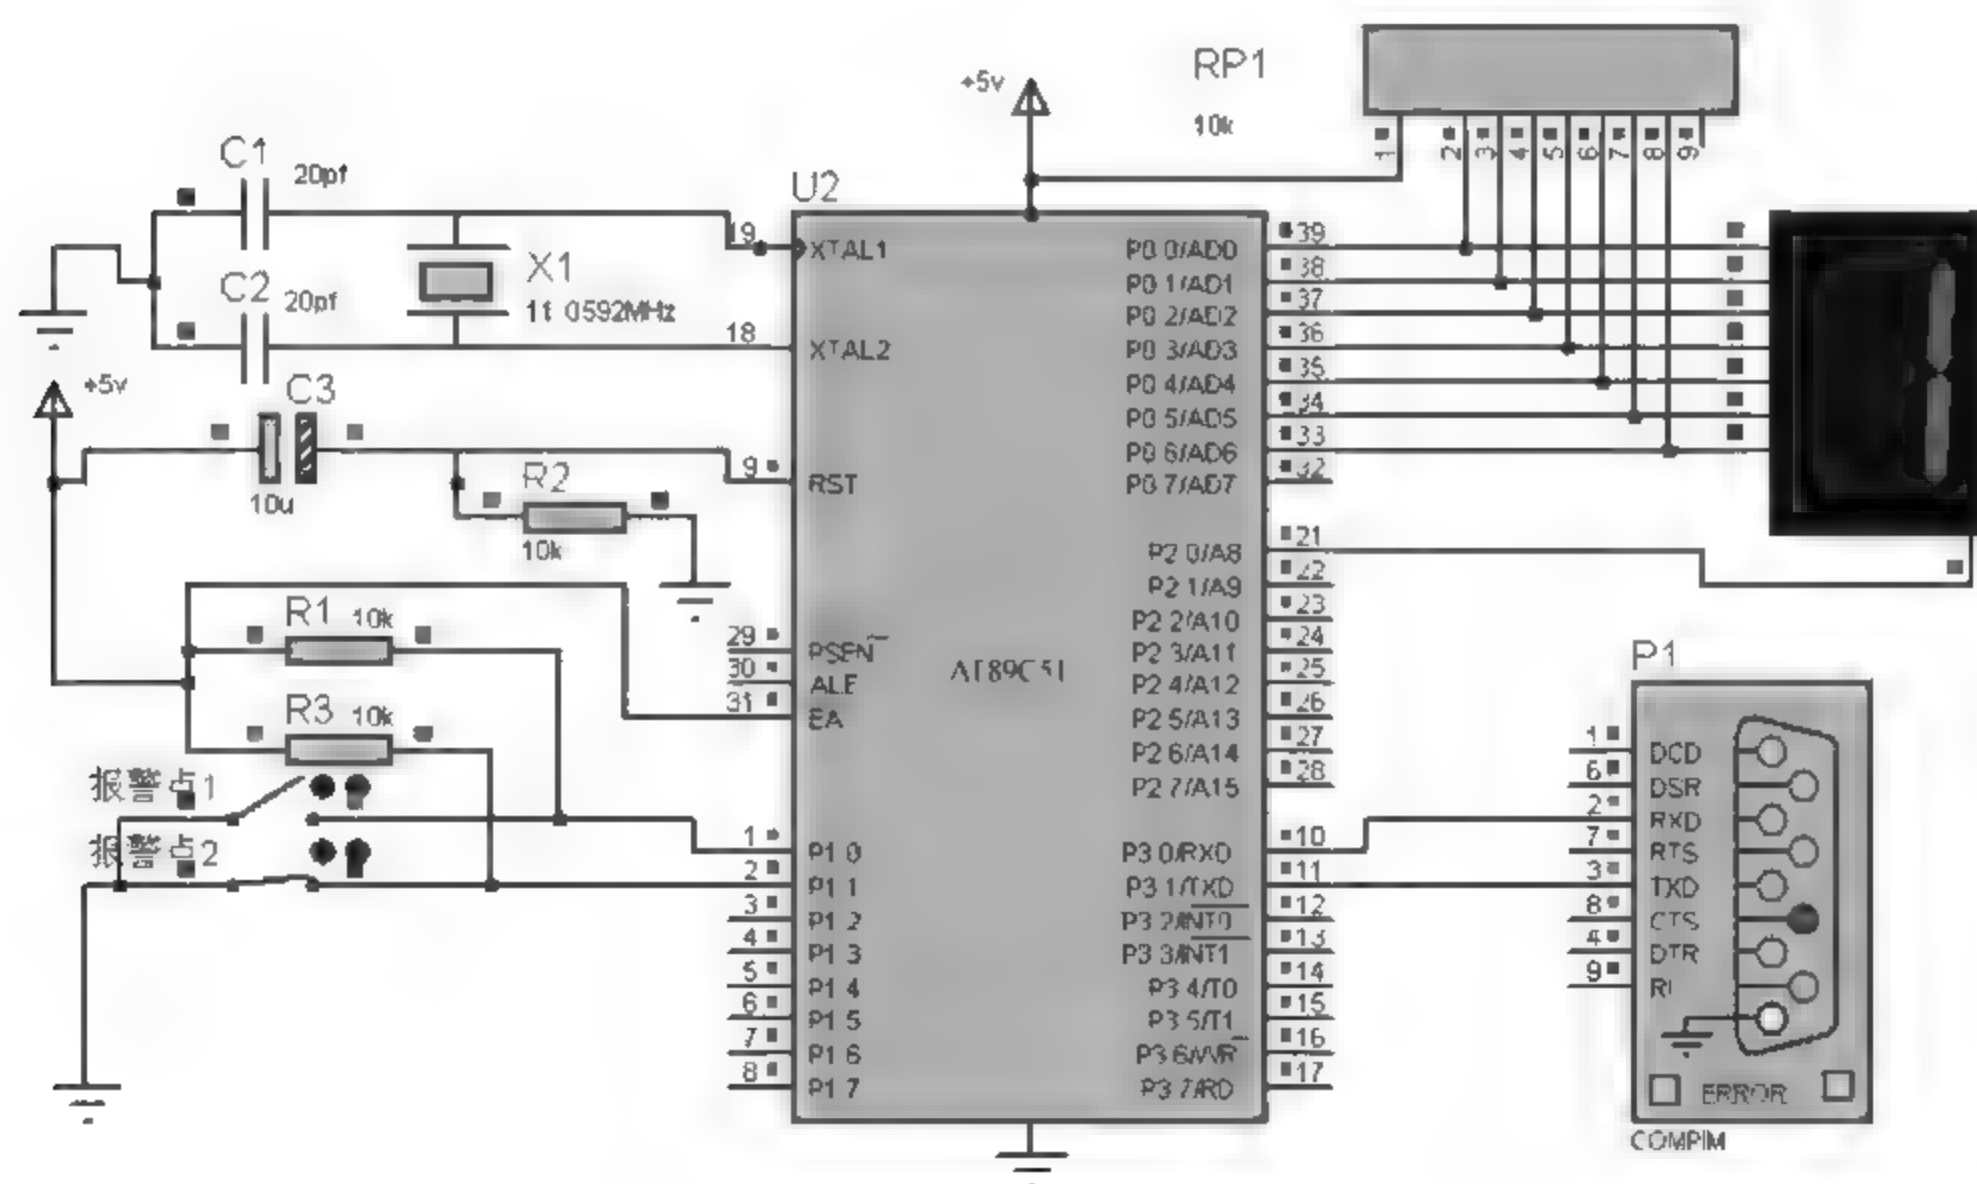 RP1
10k
1
2
3
4
5
6
7
8
9
+5v
C1
20pf
C2
20pf
X1
11 0592MHz
+5v
C3
10u
R2
10k
R1 10k
R3 10k
报警点1
报警点2
U2
AT89C51
19 XTAL1
18 XTAL2
9 RST
29 PSEN
30 ALE
31 EA
1 P1 0
2 P1 1
3 P1 2
4 P1 3
5 P1 4
6 P1 5
7 P1 6
8 P1 7
P0 0/AD0 39
P0 1/AD1 38
P0 2/AD2 37
P0 3/AD3 36
P0 4/AD4 35
P0 5/AD5 34
P0 6/AD6 33
P0 7/AD7 32
P2 0/A8 21
P2 1/A9 22
P2 2/A10 23
P2 3/A11 24
P2 4/A12 25
P2 5/A13 26
P2 6/A14 27
P2 7/A15 28
P3 0/RXD 10
P3 1/TXD 11
P3 2/INT0 12
P3 3/INT1 13
P3 4/T0 14
P3 5/T1 15
P3 6/WR 16
P3 7/RD 17
P1
1 DCD
6 DSR
2 RXD
7 RTS
3 TXD
8 CTS
4 DTR
9 RI
ERROR
COMPIM